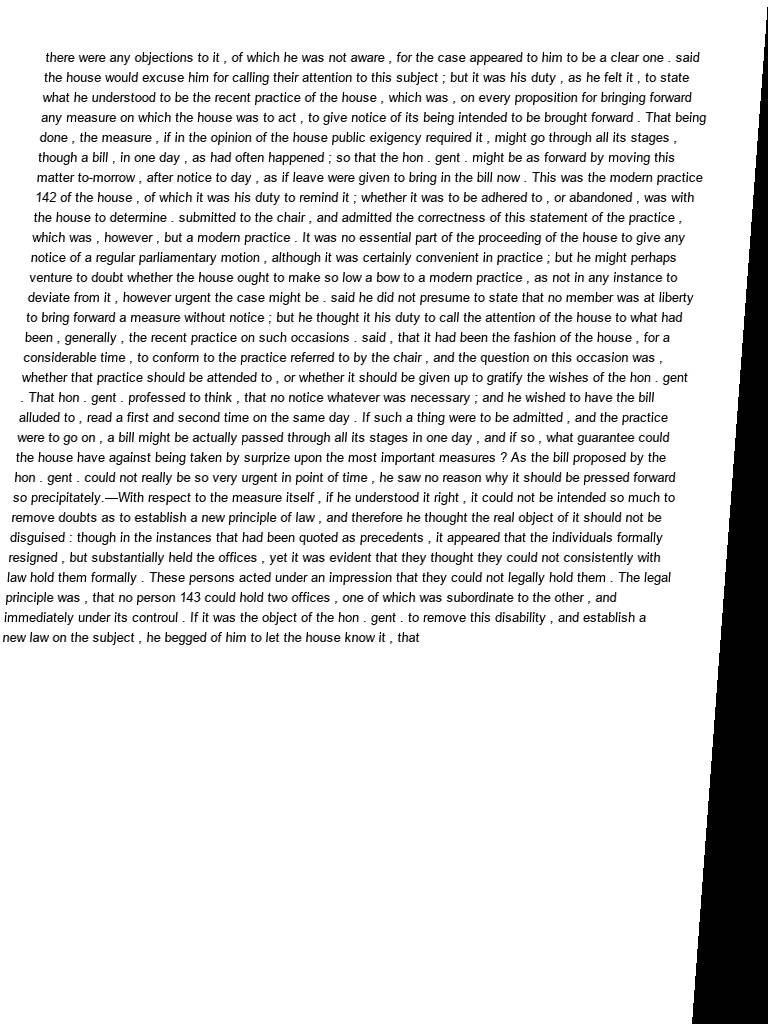 there were any objections to it , of which he was not aware , for the case appeared to him to be a clear one . said
the house would excuse him for calling their attention to this subject ; but it was his duty , as he felt it , to state
what he understood to be the recent practice of the house , which was , on every proposition for bringing forward
any measure on which the house was to act , to give notice of its being intended to be brought forward . That being
done , the measure , if in the opinion of the house public exigency required it , might go through all its stages ,
though a bill , in one day , as had often happened ; so that the hon . gent . might be as forward by moving this
matter to-morrow , after notice to day , as if leave were given to bring in the bill now . This was the modern practice
142 of the house , of which it was his duty to remind it ; whether it was to be adhered to , or abandoned , was with
the house to determine . submitted to the chair , and admitted the correctness of this statement of the practice ,
which was , however , but a modern practice . It was no essential part of the proceeding of the house to give any
notice of a regular parliamentary motion , although it was certainly convenient in practice ; but he might perhaps
venture to doubt whether the house ought to make so low a bow to a modern practice , as not in any instance to
deviate from it , however urgent the case might be . said he did not presume to state that no member was at liberty
to bring forward a measure without notice ; but he thought it his duty to call the attention of the house to what had
been , generally , the recent practice on such occasions . said , that it had been the fashion of the house , for a
considerable time , to conform to the practice referred to by the chair , and the question on this occasion was ,
whether that practice should be attended to , or whether it should be given up to gratify the wishes of the hon . gent
. That hon . gent . professed to think , that no notice whatever was necessary ; and he wished to have the bill
alluded to , read a first and second time on the same day . If such a thing were to be admitted , and the practice
were to go on , a bill might be actually passed through all its stages in one day , and if so , what guarantee could
the house have against being taken by surprize upon the most important measures ? As the bill proposed by the
hon . gent . could not really be so very urgent in point of time , he saw no reason why it should be pressed forward
so precipitately.—With respect to the measure itself , if he understood it right , it could not be intended so much to
remove doubts as to establish a new principle of law , and therefore he thought the real object of it should not be
disguised : though in the instances that had been quoted as precedents , it appeared that the individuals formally
resigned , but substantially held the offices , yet it was evident that they thought they could not consistently with
law hold them formally . These persons acted under an impression that they could not legally hold them . The legal
principle was , that no person 143 could hold two offices , one of which was subordinate to the other , and
immediately under its controul . If it was the object of the hon . gent . to remove this disability , and establish a
new law on the subject , he begged of him to let the house know it , that